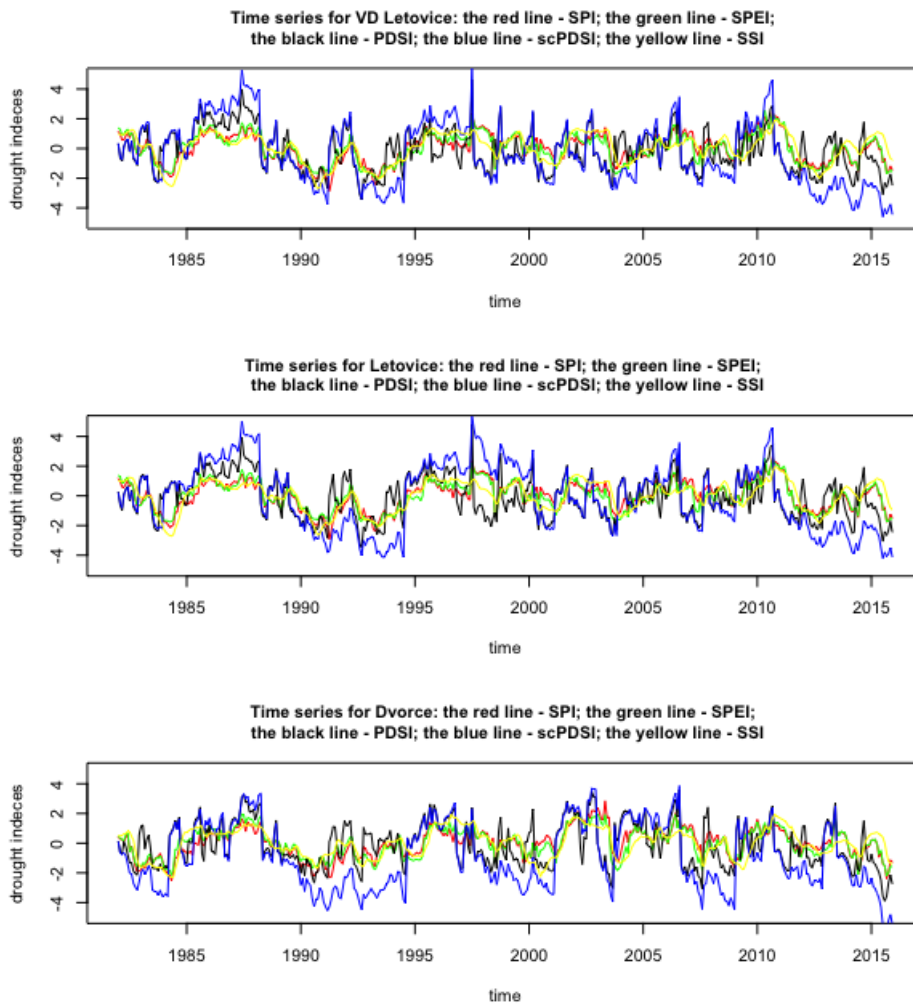 Time series for VD Letovice: the red line - SPI; the green line - SPEI;
the black line - PDSI; the blue line - scPDSI; the yellow line - SSI
4
2
0
-2
-4
drought indeces
1985 1990 1995 2000 2005 2010 2015
time
Time series for Letovice: the red line - SPI; the green line - SPEI;
the black line - PDSI; the blue line - scPDSI; the yellow line - SSI
4
2
0
-2
-4
drought indeces
1985 1990 1995 2000 2005 2010 2015
time
Time series for Dvorce: the red line - SPI; the green line - SPEI;
the black line - PDSI; the blue line - scPDSI; the yellow line - SSI
4
2
0
-2
-4
drought indeces
1985 1990 1995 2000 2005 2010 2015
time